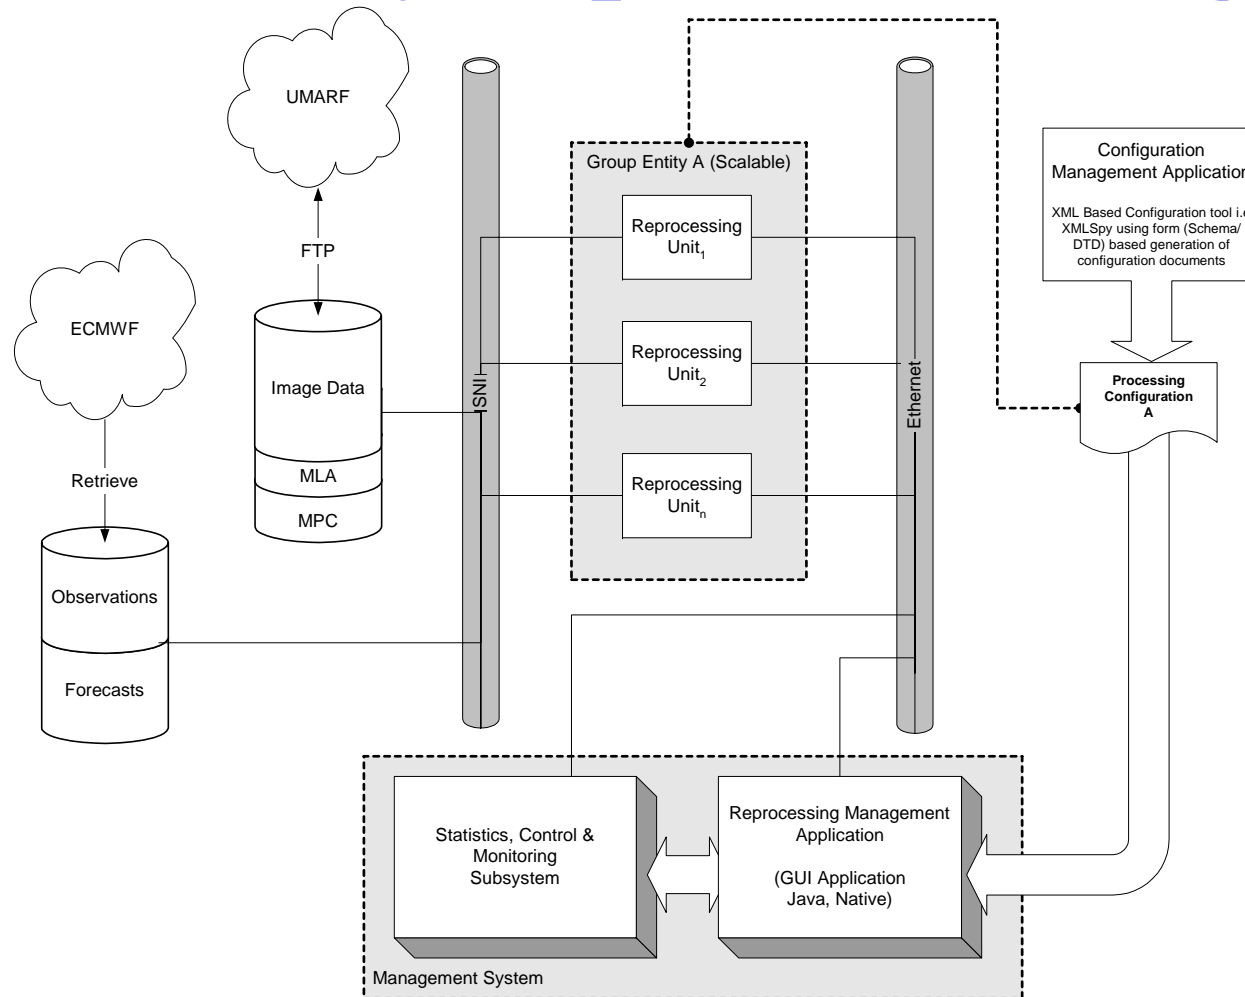 UMARF
FTP
ECMWF
Retrieve
Image Data
MLA
MPC
Observations
Forecasts
ISNI
Group Entity A (Scalable)
Reprocessing
Unit1
Reprocessing
Unit2
Reprocessing
Unitn
Ethernet
Configuration
Management Application
XML Based Configuration tool i.e
XMLSpy using form (Schema/
DTD) based generation of
configuration documents
Processing
Configuration
A
Statistics, Control &
Monitoring
Subsystem
Reprocessing Management
Application
(GUI Application
Java, Native)
Management System